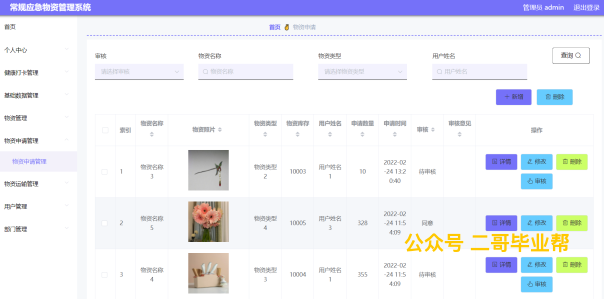 常规应急物资管理系统
管理员 admin 退出登录
首页 物资申请
首页
个人中心
健康打卡管理
基础数据管理
物资管理
物资申请管理
物资申请管理
物资运输管理
用户管理
部门管理
审核 物资名称 物资类型 用户姓名
请选择审核 物资名称 请选择物资类型 用户姓名 查询
新增 删除
索引 物资名称 物资照片 物资类型 物资库存 用户姓名 申请数量 申请时间 审核 审核意见 操作
1 物资名称3 物资类型2 10003 用户姓名1 10 2022-02-24 13:20:40 待审核 详情 修改 删除 审核
2 物资名称5 物资类型4 10005 用户姓名3 328 2022-02-24 11:54:09 同意 详情 修改 删除
公众号 二哥毕业帮
3 物资名称4 物资类型3 10004 用户姓名1 355 2022-02-24 11:54:09 待审核 详情 修改 删除 审核